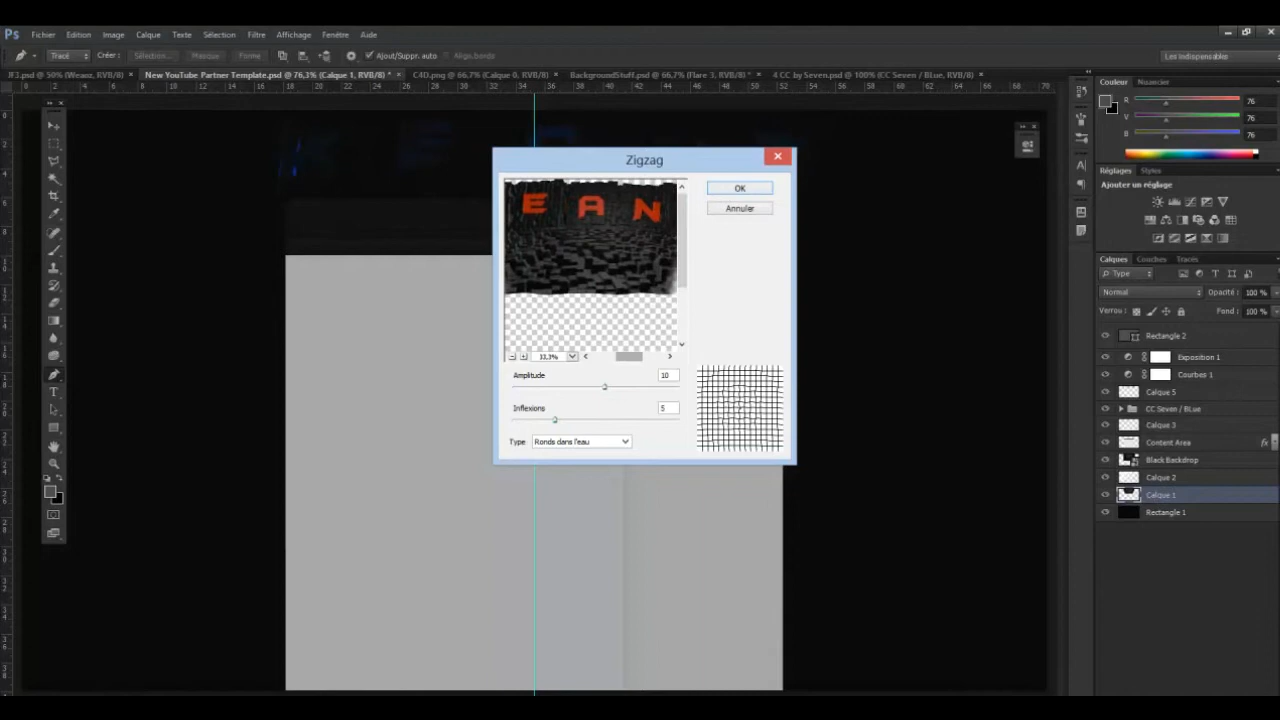 Ps Fichier Edition Image Calque Texte Sélection Filtre Affichage Fenêtre Aide
Tracé Créer : Sélection... Masque Forme Ajout/Suppr. auto Align. bords Les indispensables
JF3.psd @ 50% (Weauz, RVB/8) × New YouTube Partner Template.psd @ 76,3% (Calque 1, RVB/8) * × C4D.png @ 66,7% (Calque 0, RVB/8) × BackgroundStuff.psd @ 66,7% (Flare 3, RVB/8) * × 4 CC by Seven.psd @ 100% (CC Seven / BLue, RVB/8) ×
Zigzag
OK
Annuler
E A N
33,3%
Amplitude 10
Inflexions 5
Type Ronds dans l'eau
Couleur Nuancier
R 76
V 76
B 76
Réglages Styles
Ajouter un réglage
Calques Couches Tracés
Type
Normal Opacité : 100 %
Verrou : Fond : 100 %
Rectangle 2
Exposition 1
Courbes 1
Calque 5
CC Seven / BLue
Calque 3
Content Area fx
Black Backdrop
Calque 2
Calque 1
Rectangle 1